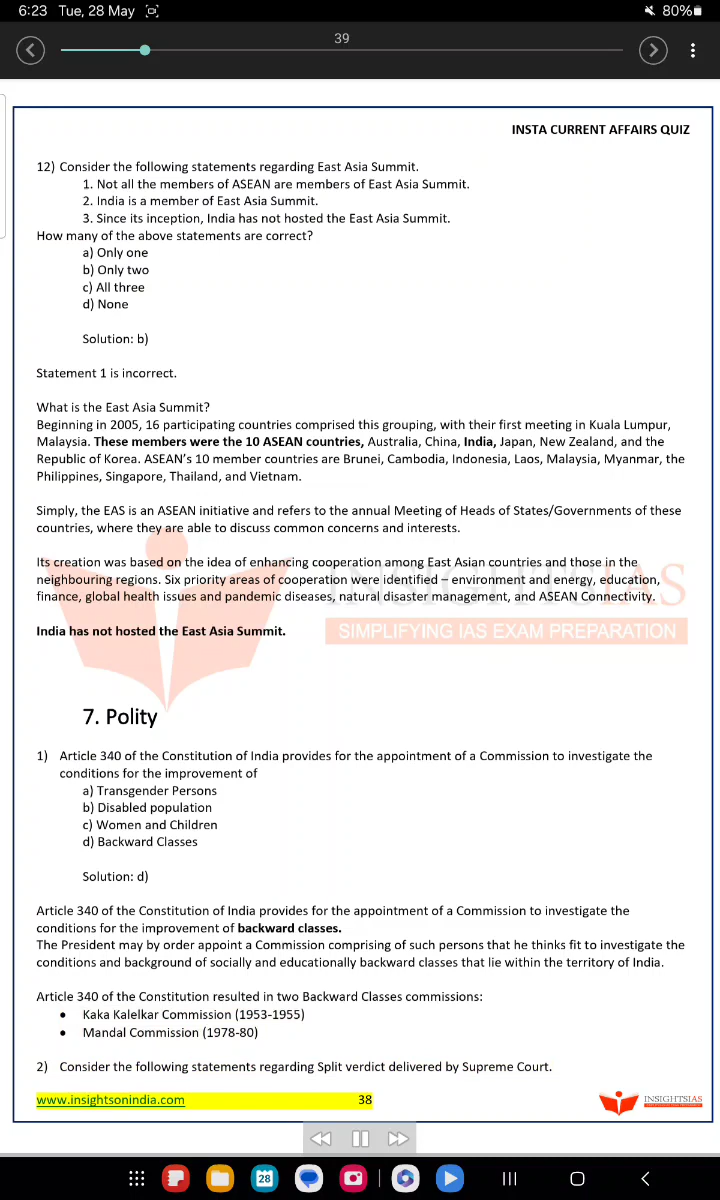 6:23 Tue, 28 May
80%
39
INSTA CURRENT AFFAIRS QUIZ
12) Consider the following statements regarding East Asia Summit.
1. Not all the members of ASEAN are members of East Asia Summit.
2. India is a member of East Asia Summit.
3. Since its inception, India has not hosted the East Asia Summit.
How many of the above statements are correct?
a) Only one
b) Only two
c) All three
d) None
Solution: b)
Statement 1 is incorrect.
What is the East Asia Summit?
Beginning in 2005, 16 participating countries comprised this grouping, with their first meeting in Kuala Lumpur,
Malaysia. These members were the 10 ASEAN countries, Australia, China, India, Japan, New Zealand, and the
Republic of Korea. ASEAN's 10 member countries are Brunei, Cambodia, Indonesia, Laos, Malaysia, Myanmar, the
Philippines, Singapore, Thailand, and Vietnam.
Simply, the EAS is an ASEAN initiative and refers to the annual Meeting of Heads of States/Governments of these
countries, where they are able to discuss common concerns and interests.
Its creation was based on the idea of enhancing cooperation among East Asian countries and those in the
neighbouring regions. Six priority areas of cooperation were identified – environment and energy, education,
finance, global health issues and pandemic diseases, natural disaster management, and ASEAN Connectivity.
INSIGHTSIAS
India has not hosted the East Asia Summit.
SIMPLIFYING IAS EXAM PREPARATION
7. Polity
1) Article 340 of the Constitution of India provides for the appointment of a Commission to investigate the
conditions for the improvement of
a) Transgender Persons
b) Disabled population
c) Women and Children
d) Backward Classes
Solution: d)
Article 340 of the Constitution of India provides for the appointment of a Commission to investigate the
conditions for the improvement of backward classes.
The President may by order appoint a Commission comprising of such persons that he thinks fit to investigate the
conditions and background of socially and educationally backward classes that lie within the territory of India.
Article 340 of the Constitution resulted in two Backward Classes commissions:
• Kaka Kalelkar Commission (1953-1955)
• Mandal Commission (1978-80)
2) Consider the following statements regarding Split verdict delivered by Supreme Court.
www.insightsonindia.com 38
INSIGHTSIAS
28